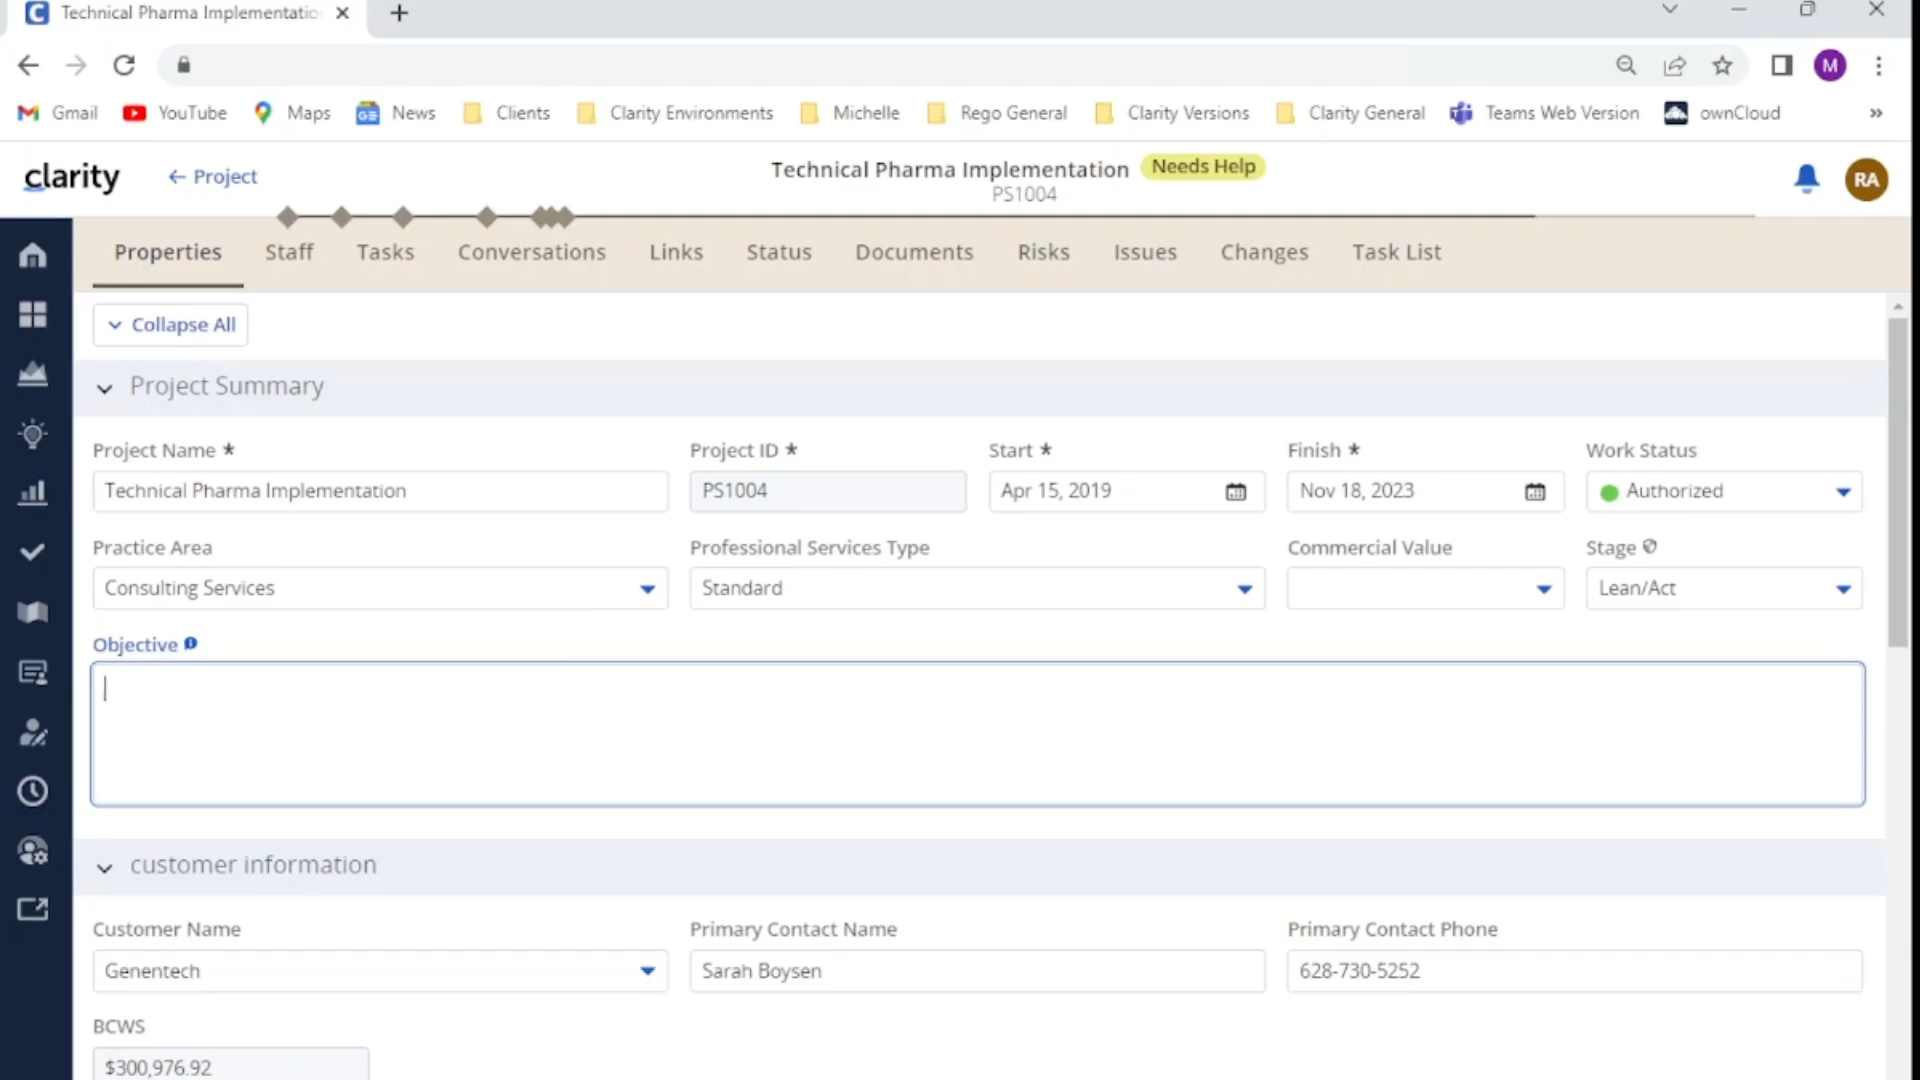 Technical Pharma Implementatio
M
Gmail YouTube Maps News Clients Clarity Environments Michelle Rego General Clarity Versions Clarity General Teams Web Version ownCloud »
clarity ← Project Technical Pharma Implementation Needs Help RA
PS1004
Properties Staff Tasks Conversations Links Status Documents Risks Issues Changes Task List
Collapse All
Project Summary
Project Name * Project ID * Start * Finish * Work Status
Technical Pharma Implementation PS1004 Apr 15, 2019 Nov 18, 2023 Authorized
Practice Area Professional Services Type Commercial Value Stage
Consulting Services Standard Lean/Act
Objective
customer information
Customer Name Primary Contact Name Primary Contact Phone
Genentech Sarah Boysen 628-730-5252
BCWS
$300,976.92